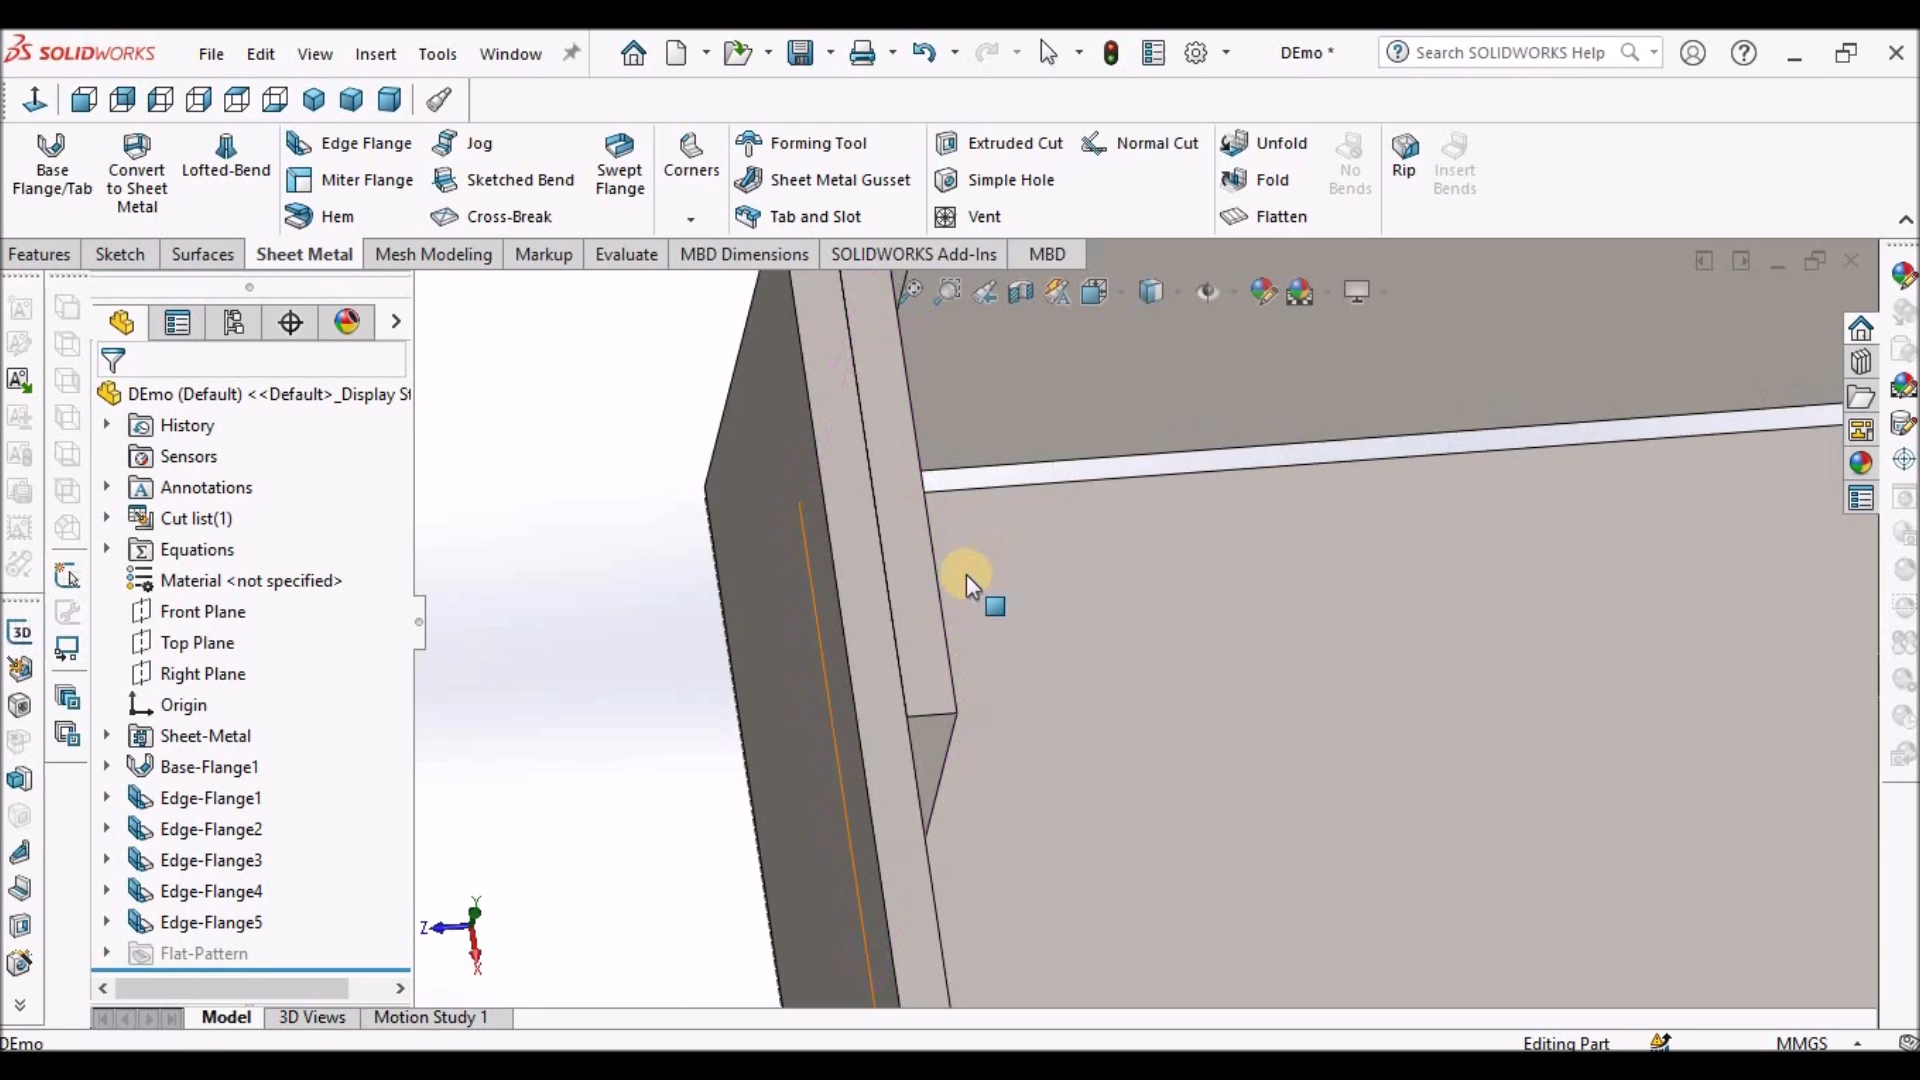 SOLIDWORKS File Edit View Insert Tools Window DEmo * Search SOLIDWORKS Help
Base Flange/Tab
Convert to Sheet Metal
Lofted-Bend
Edge Flange
Miter Flange
Hem
Jog
Sketched Bend
Cross-Break
Swept Flange
Corners
Forming Tool
Sheet Metal Gusset
Tab and Slot
Extruded Cut
Simple Hole
Vent
Normal Cut
Unfold
Fold
Flatten
No Bends
Rip
Insert Bends
Features Sketch Surfaces Sheet Metal Mesh Modeling Markup Evaluate MBD Dimensions SOLIDWORKS Add-Ins MBD
DEmo (Default) <<Default>_Display St
History
Sensors
A Annotations
Cut list(1)
Σ Equations
Material <not specified>
Front Plane
Top Plane
Right Plane
Origin
Sheet-Metal
Base-Flange1
Edge-Flange1
Edge-Flange2
Edge-Flange3
Edge-Flange4
Edge-Flange5
Flat-Pattern
3D
Y
Z
X
Model 3D Views Motion Study 1
DEmo Editing Part MMGS